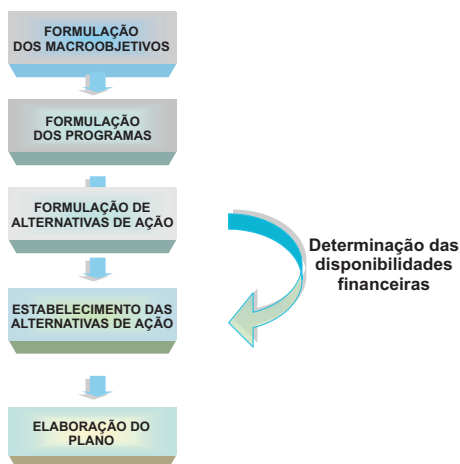 FORMULAÇÃO
DOS MACROOBJETIVOS
FORMULAÇÃO
DOS PROGRAMAS
FORMULAÇÃO DE
ALTERNATIVAS DE AÇÃO
Determinação das
disponibilidades
financeiras
ESTABELECIMENTO DAS
ALTERNATIVAS DE AÇÃO
ELABORAÇÃO DO
PLANO